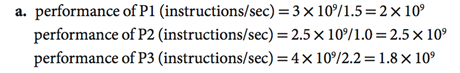 a. performance of P1 (instructions/sec) = 3 × 10⁹/1.5 = 2 × 10⁹
performance of P2 (instructions/sec) = 2.5 × 10⁹/1.0 = 2.5 × 10⁹
performance of P3 (instructions/sec) = 4 × 10⁹/2.2 = 1.8 × 10⁹